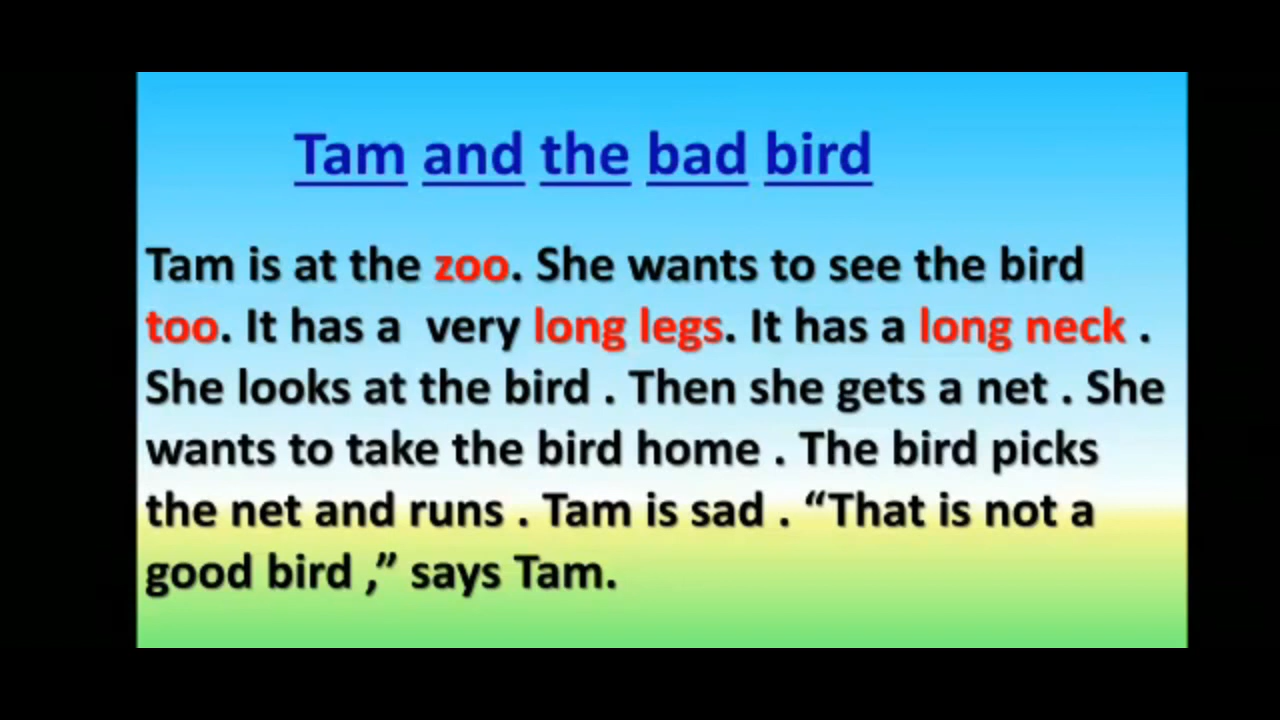 Tam and the bad bird
Tam is at the zoo. She wants to see the bird
too. It has a  very long legs. It has a long neck .
She looks at the bird . Then she gets a net . She
wants to take the bird home . The bird picks
the net and runs . Tam is sad . “That is not a
good bird ,” says Tam.